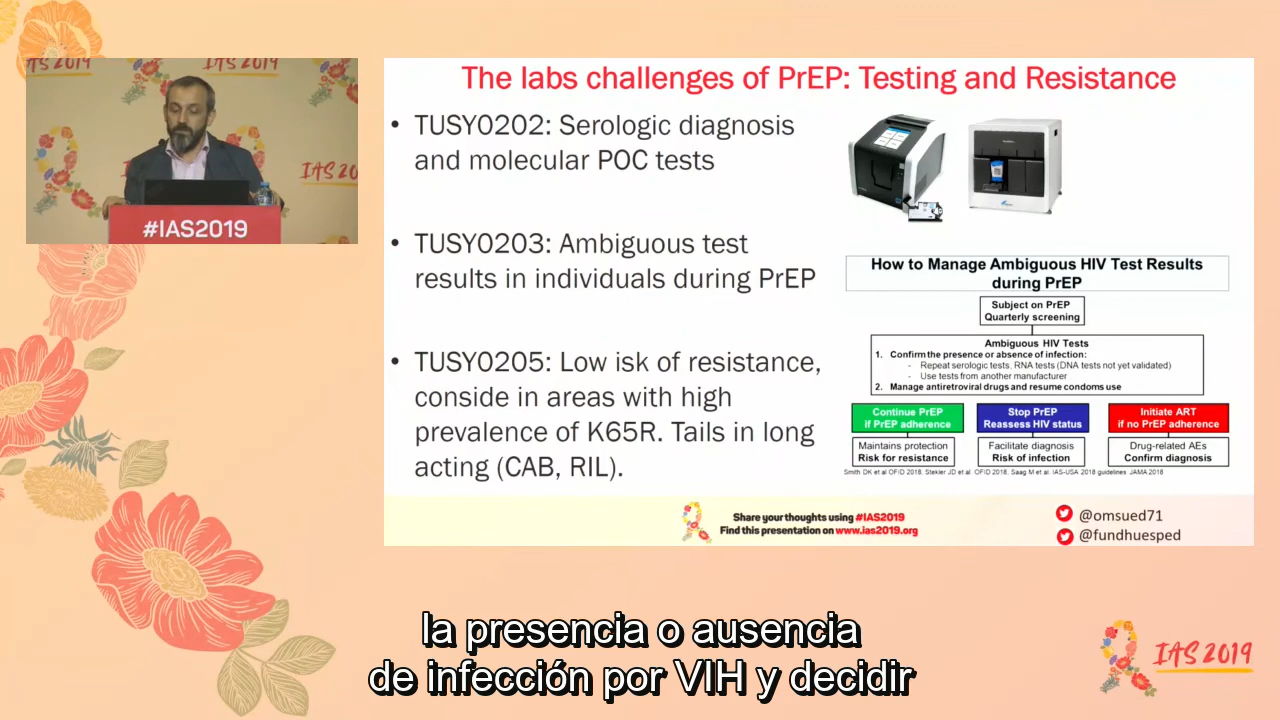 IAS 2019
IAS 2019
IAS 2019
#IAS2019
The labs challenges of PrEP: Testing and Resistance
• TUSY0202: Serologic diagnosis
and molecular POC tests
• TUSY0203: Ambiguous test
results in individuals during PrEP
• TUSY0205: Low isk of resistance,
conside in areas with high
prevalence of K65R. Tails in long
acting (CAB, RIL).
How to Manage Ambiguous HIV Test Results
during PrEP
Subject on PrEP
Quarterly screening
Ambiguous HIV Tests
1. Confirm the presence or absence of infection:
- Repeat serologic tests, RNA tests (DNA tests not yet validated)
- Use tests from another manufacturer
2. Manage antiretroviral drugs and resume condoms use
Continue PrEP
if PrEP adherence
Stop PrEP
Reassess HIV status
Initiate ART
if no PrEP adherence
Maintains protection
Risk for resistance
Facilitate diagnosis
Risk of infection
Drug-related AEs
Confirm diagnosis
Smith DK et al OFID 2018. Stekler JD et al. OFID 2018. Saag M et al. IAS-USA 2018 guidelines. JAMA 2018
Share your thoughts using #IAS2019
Find this presentation on www.ias2019.org
@omsued71
@fundhuesped
la presencia o ausencia
de infección por VIH y decidir
IAS 2019